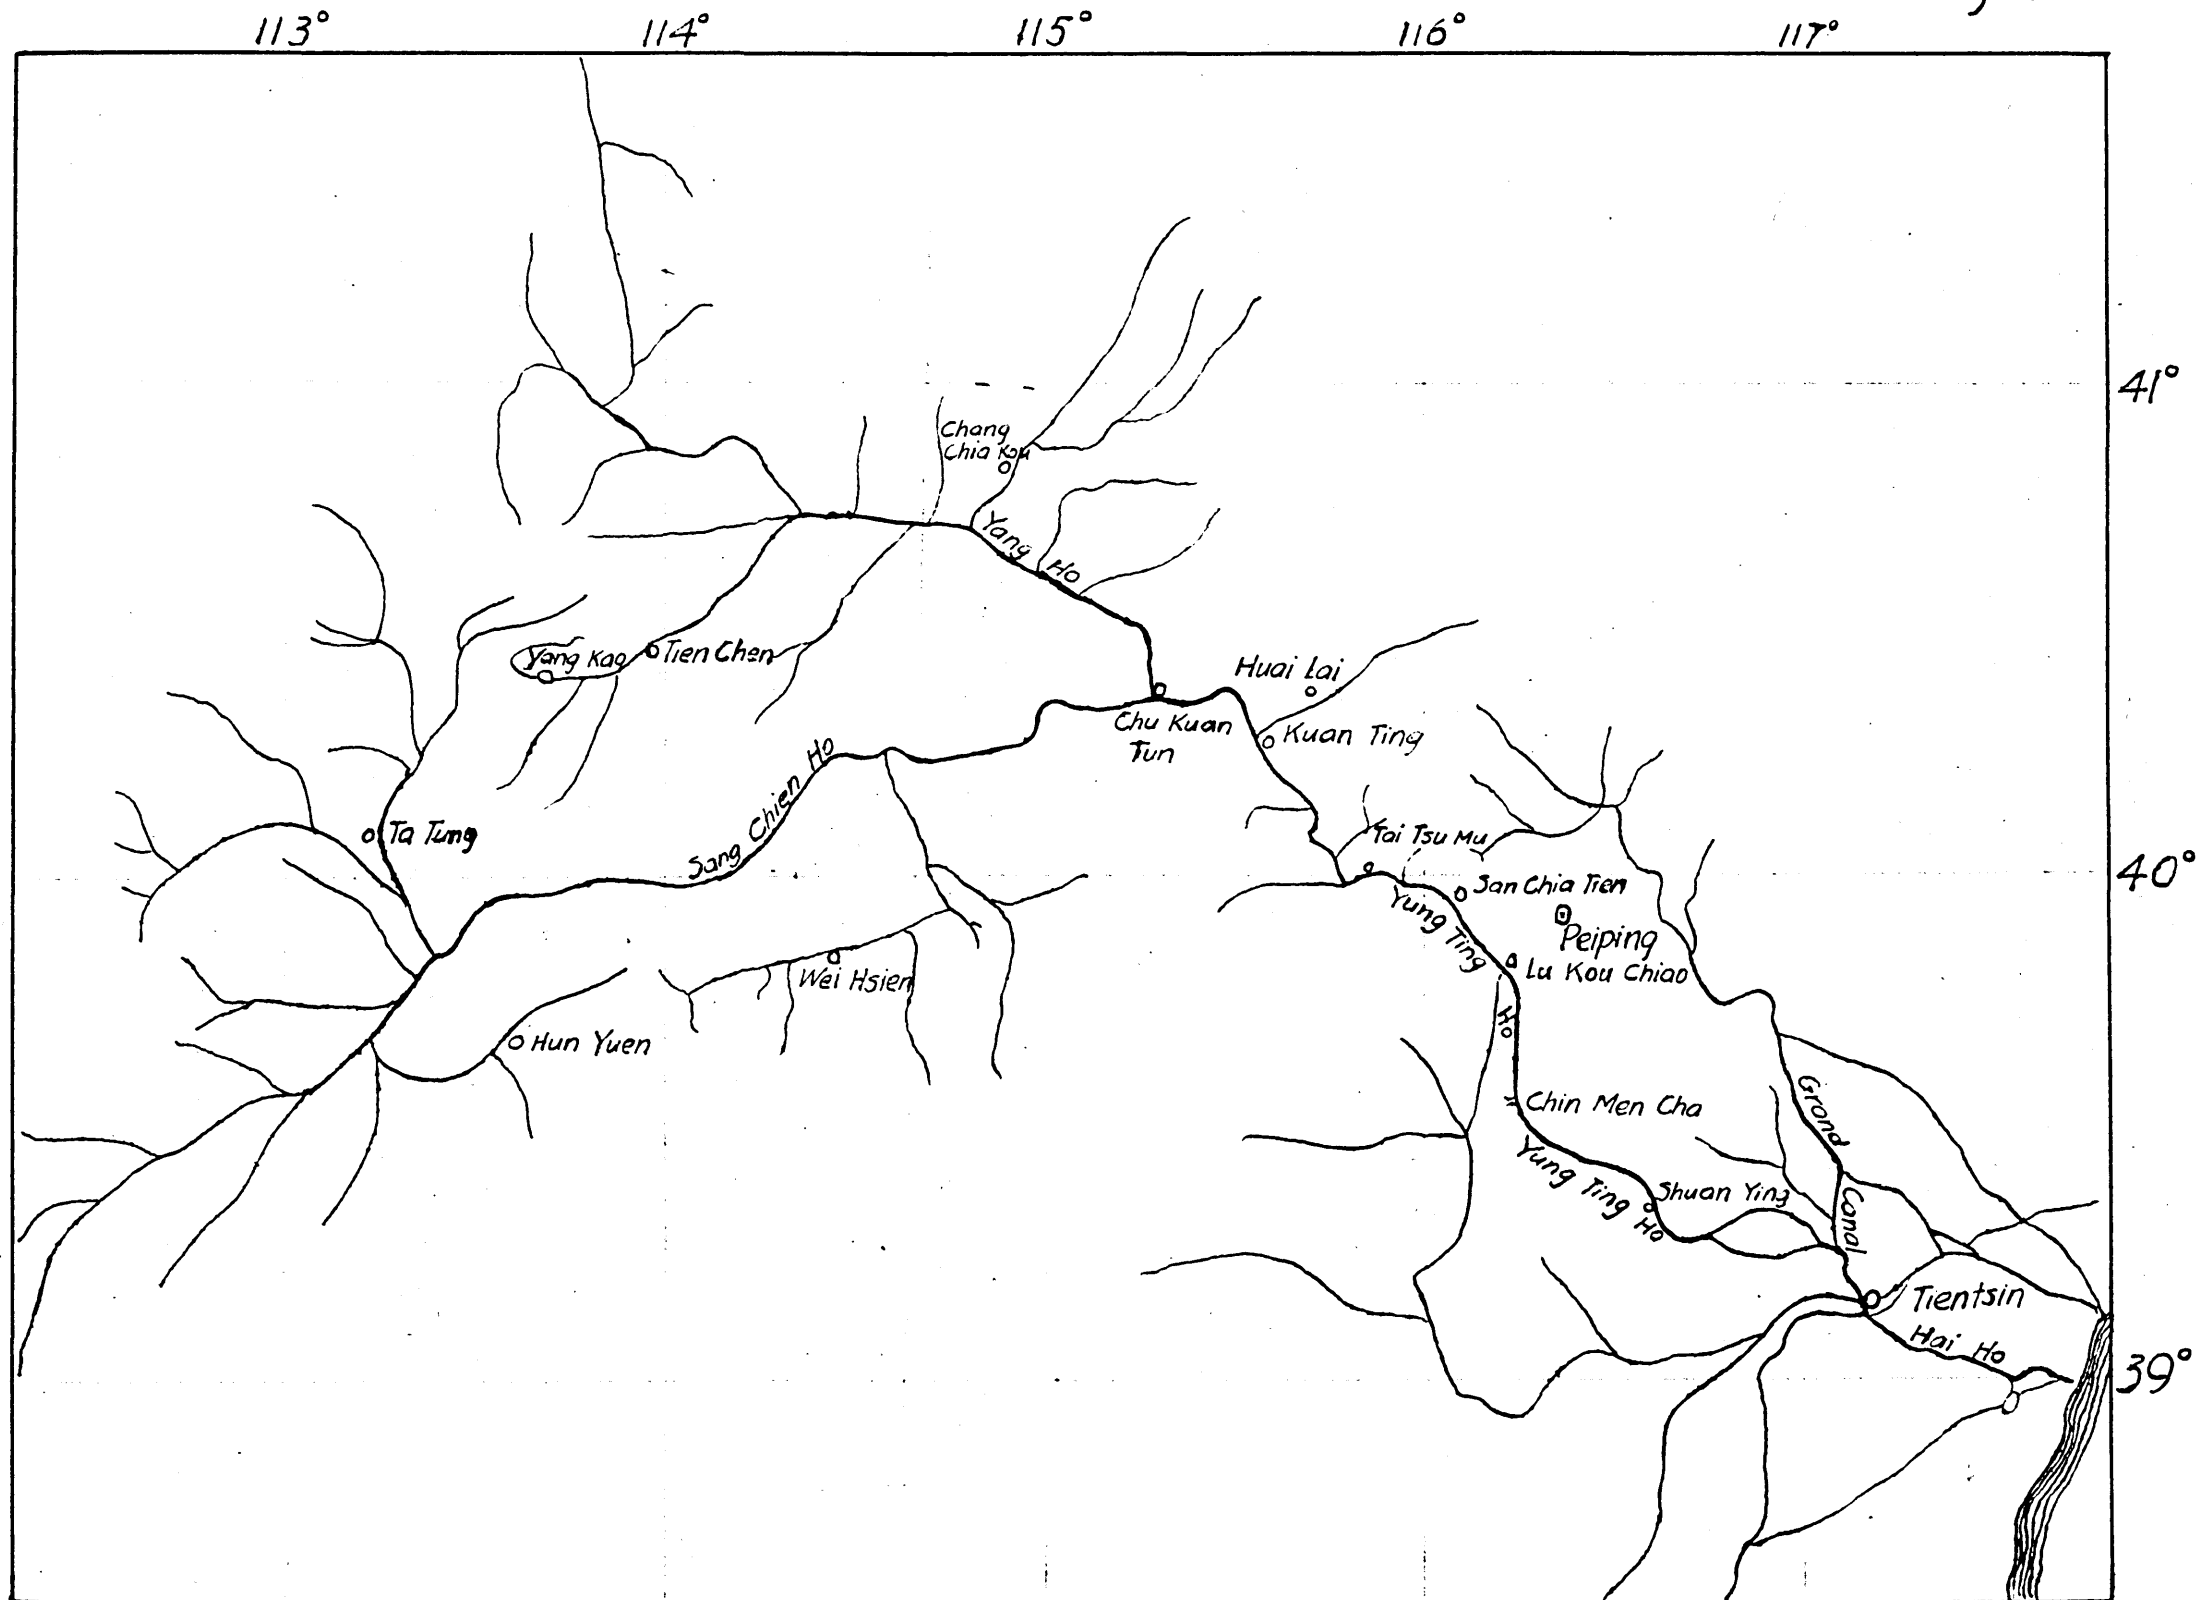 113° 114° 115° 116° 117°
41°
Chang
Chia Kou
Yang Ho
Yang Kao
Tien Chen
Huai Lai
Chu Kuan
Tun
Kuan Ting
Sang Chien Ho
Ta Tung
Tai Tsu Mu
40°
San Chia Tien
Yung Ting
Peiping
Lu Kou Chiao
Wei Hsien
Ho
Hun Yuen
Chin Men Cha
Grand
Yung Ting Ho
Shuan Ying
Canal
Tientsin
Hai Ho
39°